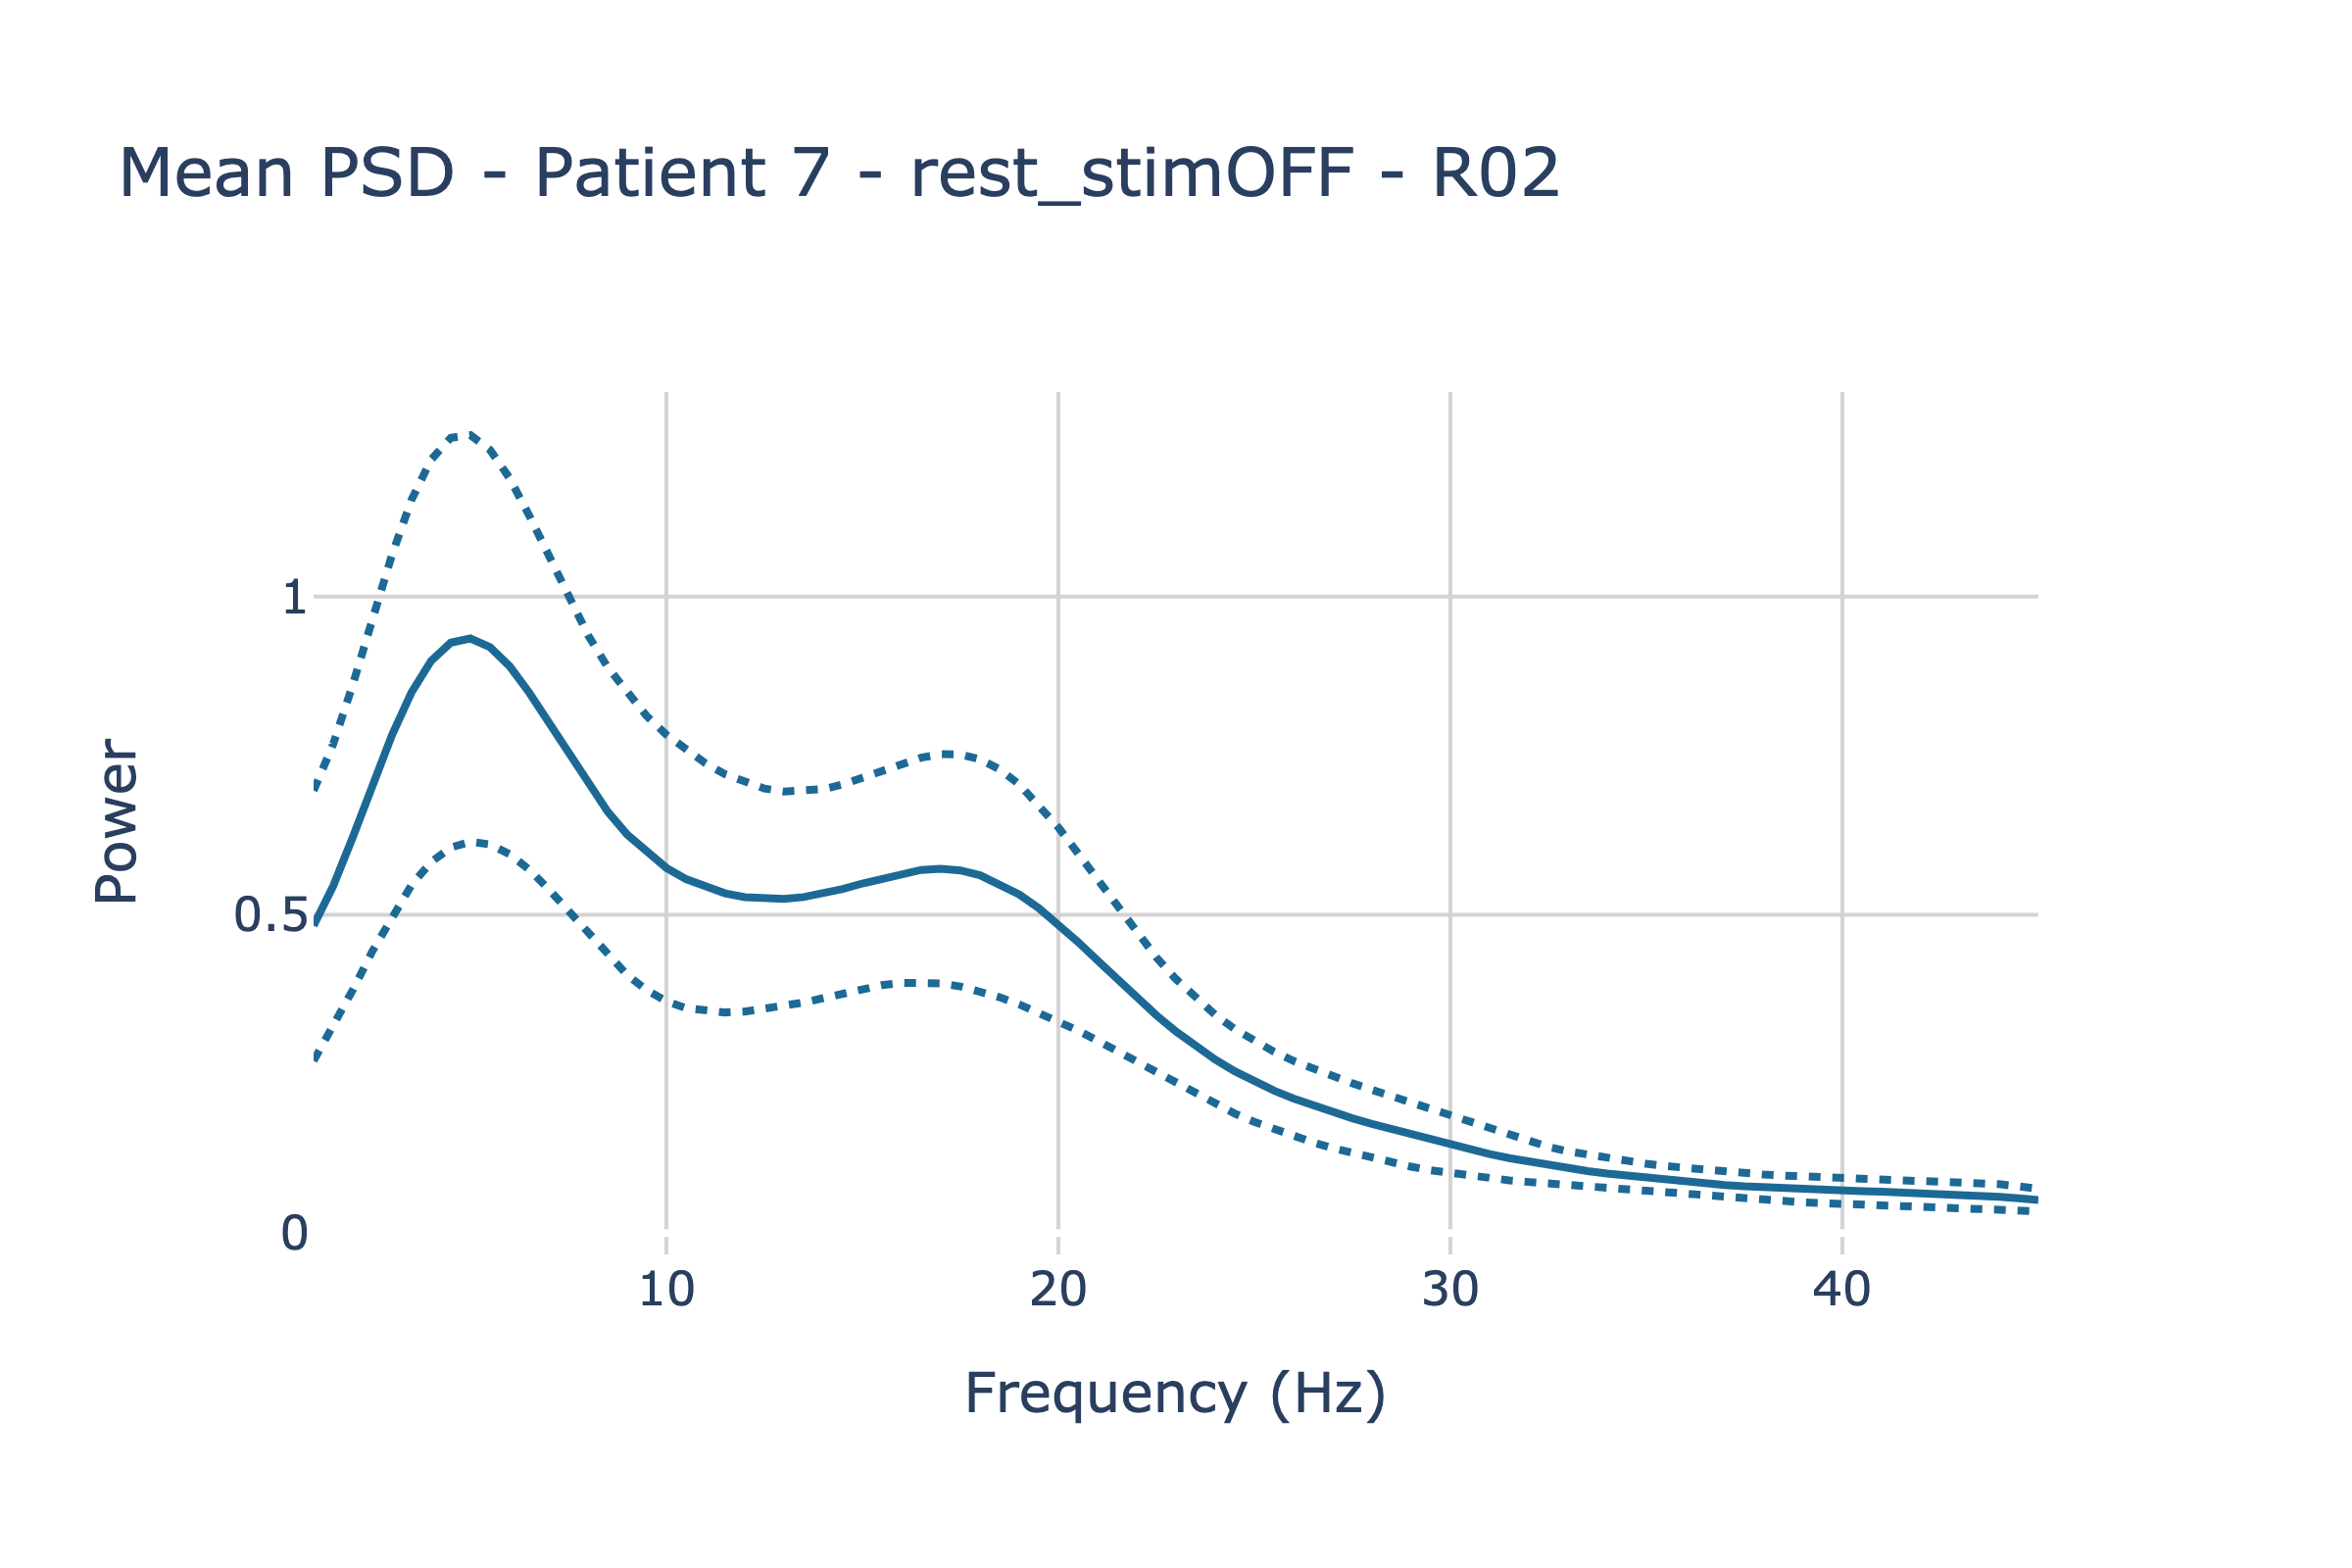 Mean PSD - Patient 7 - rest_stimOFF - R02
1
0.5
0
Power
10 20 30 40
Frequency (Hz)